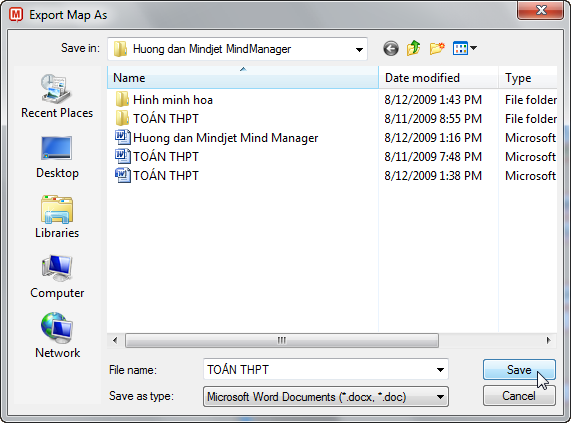 Export Map As
Save in: Huong dan Mindjet MindManager
Recent Places
Desktop
Libraries
Computer
Network
Name Date modified Type
Hinh minh hoa 8/12/2009 1:43 PM File folder
TOÁN THPT 8/11/2009 8:55 PM File folder
Huong dan Mindjet Mind Manager 8/12/2009 1:16 PM Microsoft
TOÁN THPT 8/11/2009 7:48 PM Microsoft
TOÁN THPT 8/12/2009 1:38 PM Microsoft
File name: TOÁN THPT Save
Save as type: Microsoft Word Documents (*.docx, *.doc) Cancel